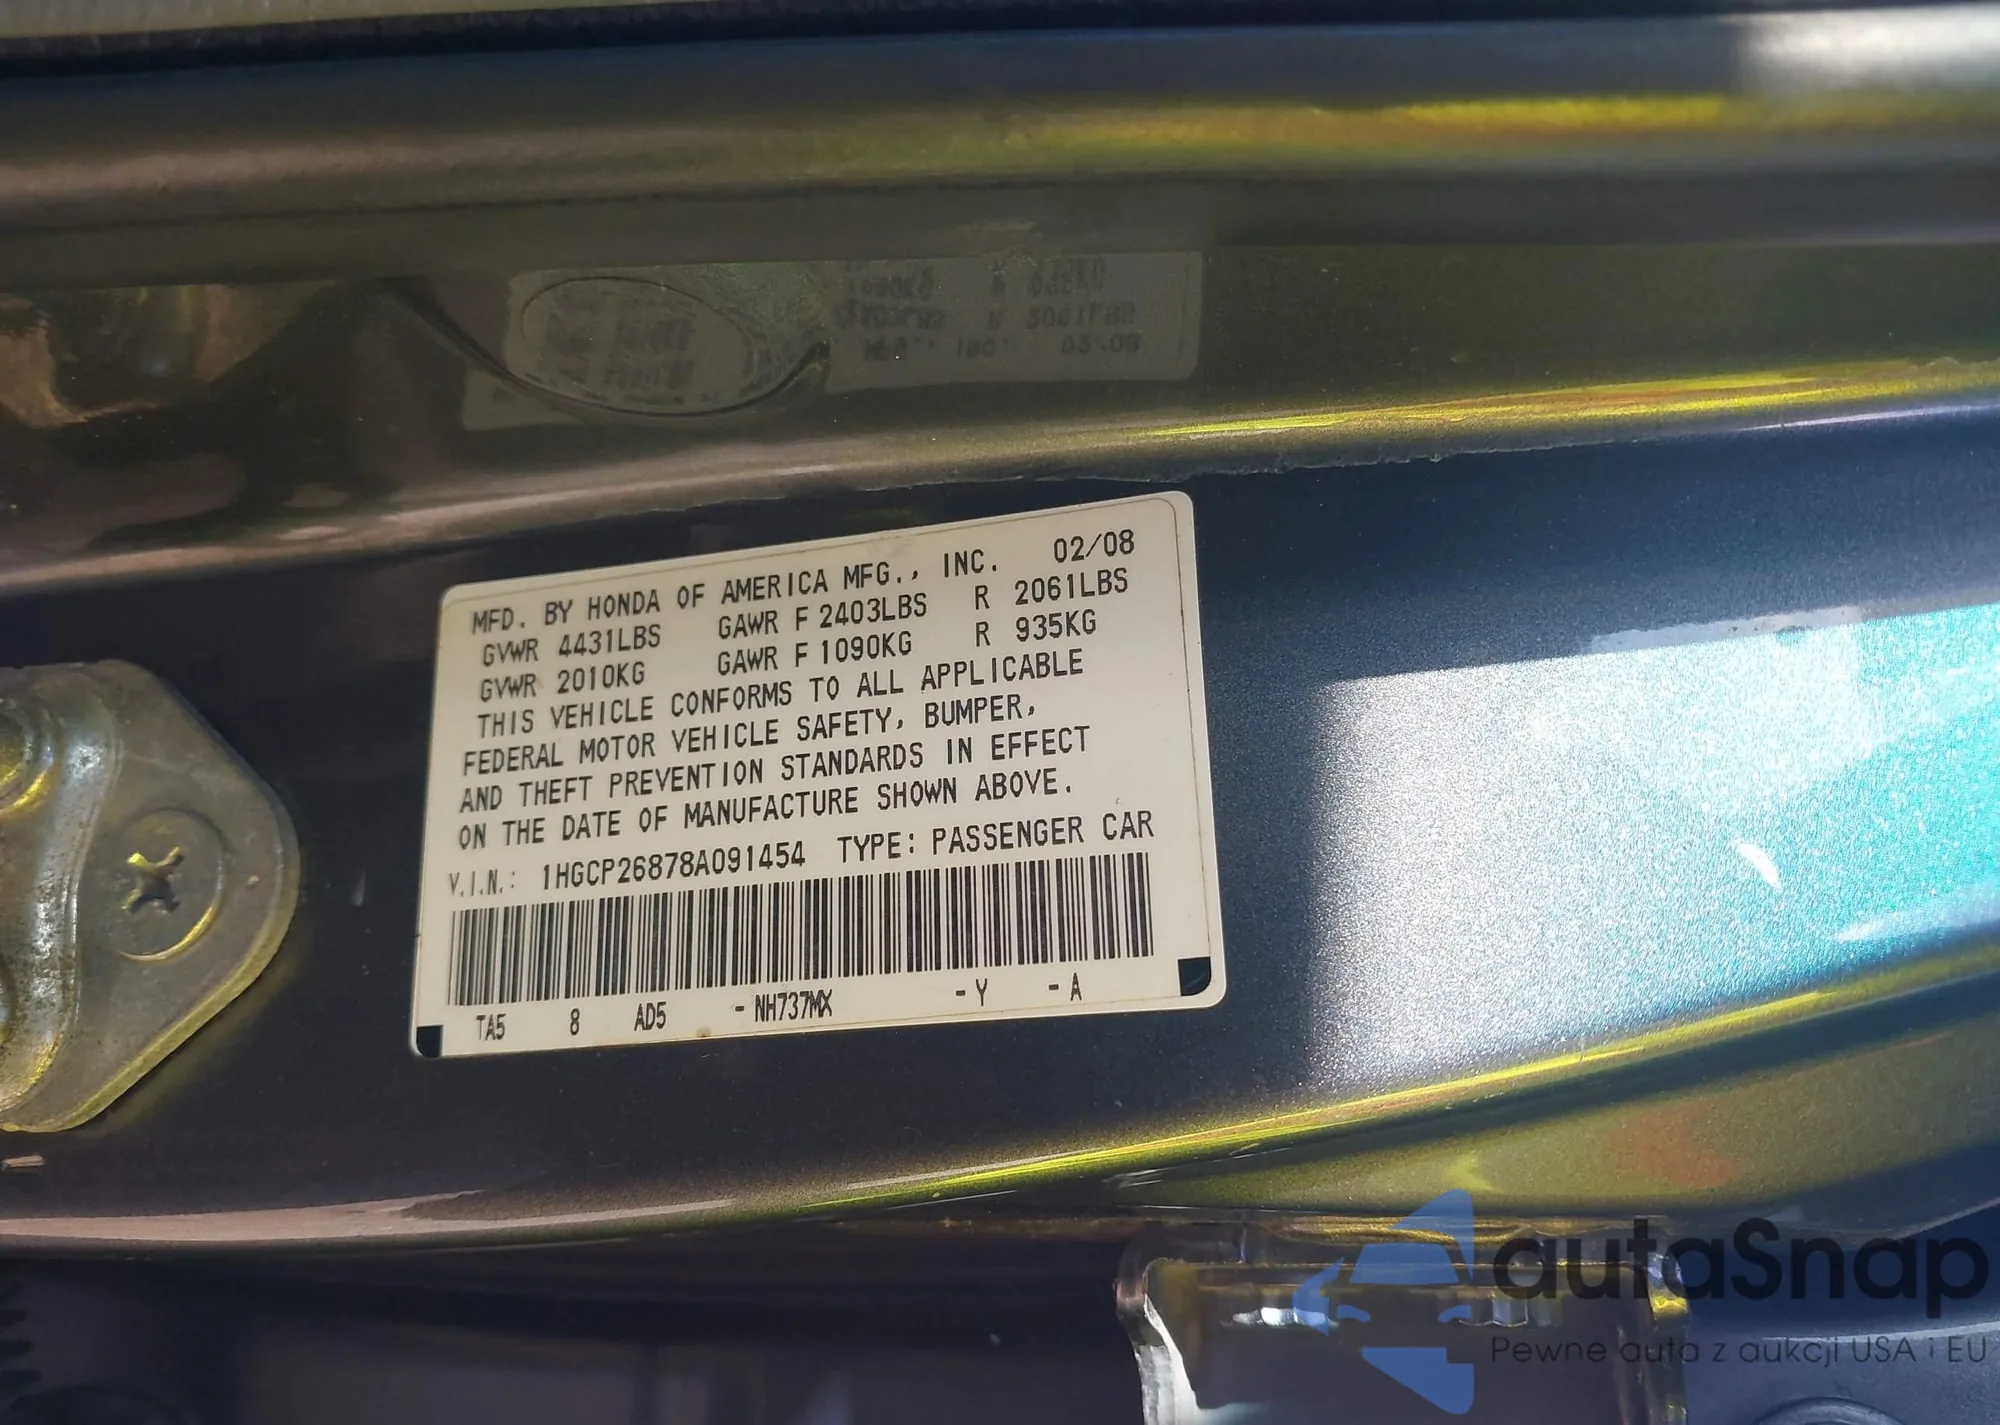 MFD. BY HONDA OF AMERICA MFG., INC. 02/08
GVWR 4431LBS GAWR F 2403LBS R 2061LBS
GVWR 2010KG GAWR F 1090KG R 935KG
THIS VEHICLE CONFORMS TO ALL APPLICABLE
FEDERAL MOTOR VEHICLE SAFETY, BUMPER,
AND THEFT PREVENTION STANDARDS IN EFFECT
ON THE DATE OF MANUFACTURE SHOWN ABOVE.
V.I.N.: 1HGCP26878A091454 TYPE: PASSENGER CAR
TA5 8 AD5 -NH737MX -Y -A
autaSnap
Pewne auta z aukcji USA i EU